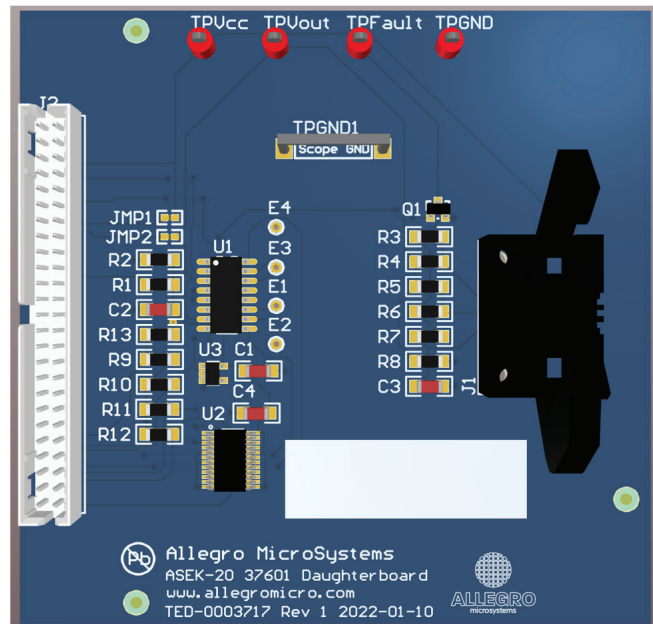 TPVcc TPVout TPFault TPGND
J2
TPGND1
Scope GND
JMP1
JMP2
R2
R1
C2
R13
R9
R10
R11
R12
U1
E4
E3
E1
E2
U3
C1
C4
U2
Q1
R3
R4
R5
R6
R7
R8
C3
J1
Pb
Allegro MicroSystems
ASEK-20 37601 Daughterboard
www.allegromicro.com
TED-0003717 Rev 1 2022-01-10
ALLEGRO
microsystems